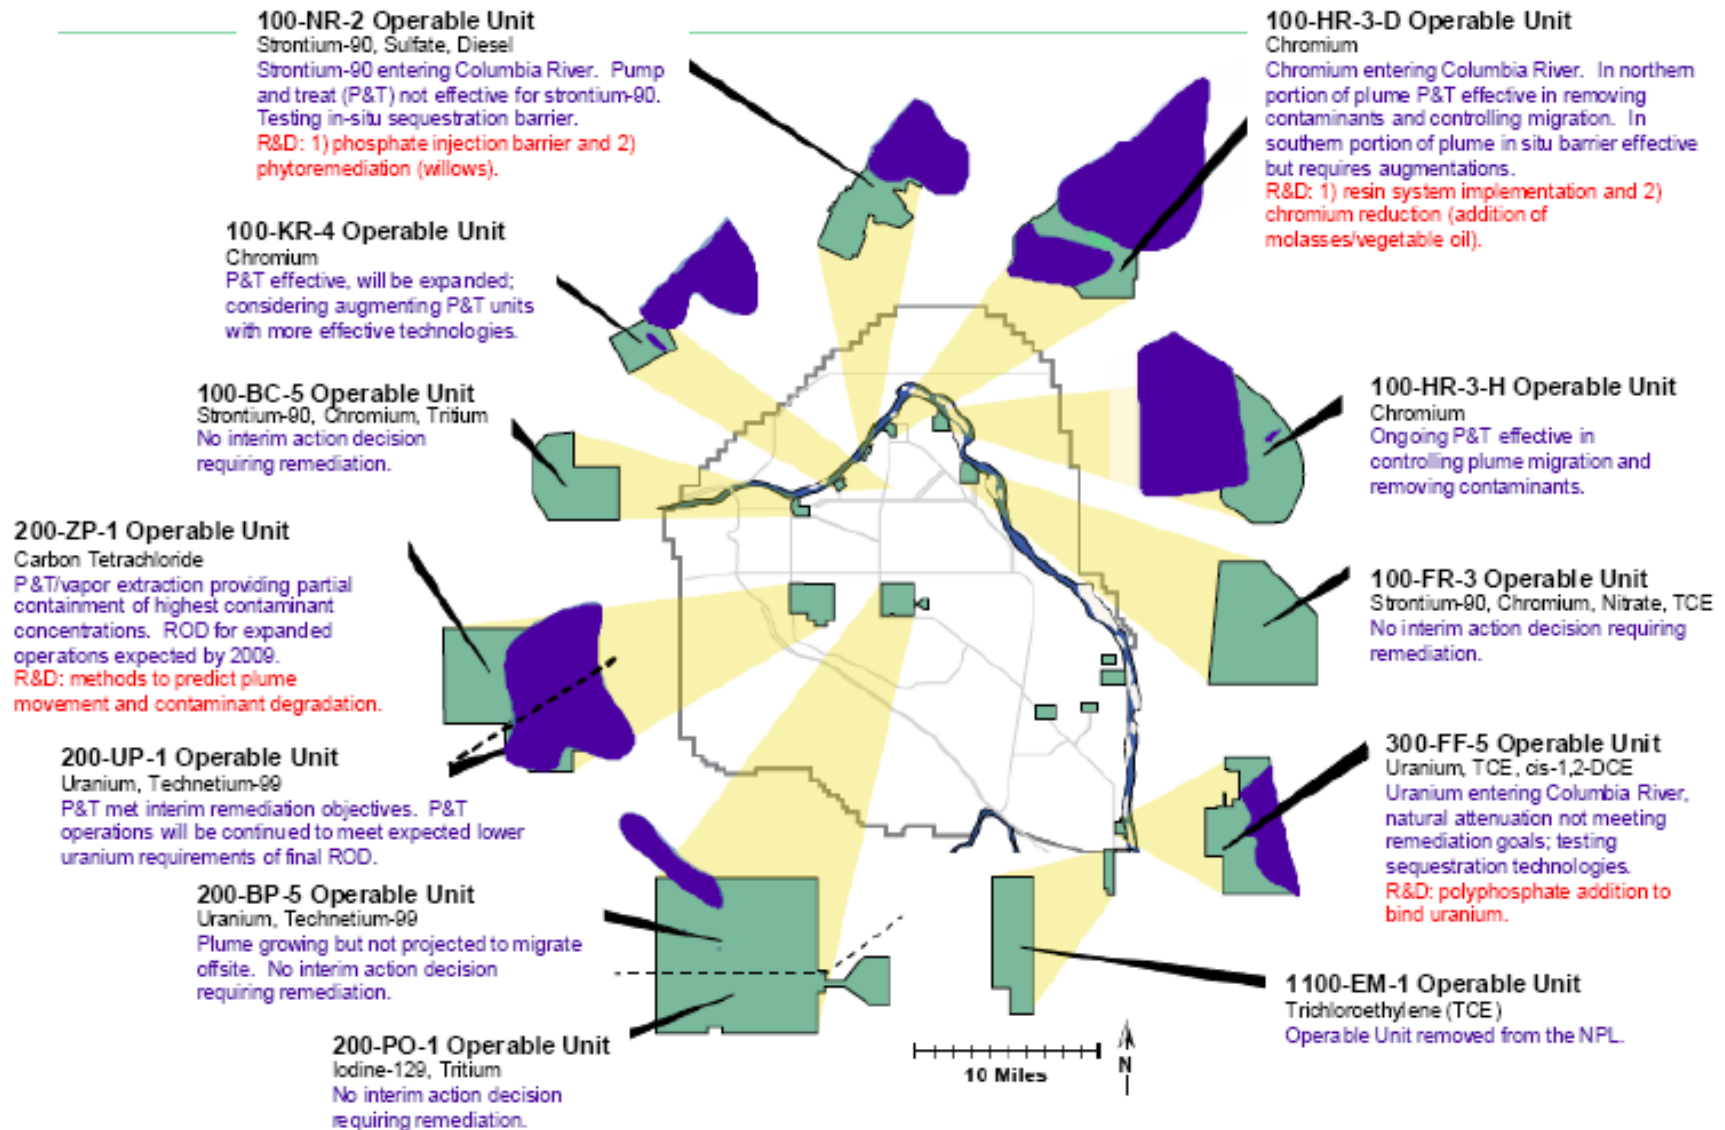 100-NR-2 Operable Unit
Strontium-90, Sulfate, Diesel
Strontium-90 entering Columbia River. Pump
and treat (P&T) not effective for strontium-90.
Testing in-situ sequestration barrier.
R&D: 1) phosphate injection barrier and 2)
phytoremediation (willows).
100-HR-3-D Operable Unit
Chromium
Chromium entering Columbia River. In northern
portion of plume P&T effective in removing
contaminants and controlling migration. In
southern portion of plume in situ barrier effective
but requires augmentations.
R&D: 1) resin system implementation and 2)
chromium reduction (addition of
molasses/vegetable oil).
100-KR-4 Operable Unit
Chromium
P&T effective, will be expanded;
considering augmenting P&T units
with more effective technologies.
100-BC-5 Operable Unit
Strontium-90, Chromium, Tritium
No interim action decision
requiring remediation.
100-HR-3-H Operable Unit
Chromium
Ongoing P&T effective in
controlling plume migration and
removing contaminants.
200-ZP-1 Operable Unit
Carbon Tetrachloride
P&T/vapor extraction providing partial
containment of highest contaminant
concentrations. ROD for expanded
operations expected by 2009.
R&D: methods to predict plume
movement and contaminant degradation.
100-FR-3 Operable Unit
Strontium-90, Chromium, Nitrate, TCE
No interim action decision requiring
remediation.
200-UP-1 Operable Unit
Uranium, Technetium-99
P&T met interim remediation objectives. P&T
operations will be continued to meet expected lower
uranium requirements of final ROD.
300-FF-5 Operable Unit
Uranium, TCE, cis-1,2-DCE
Uranium entering Columbia River,
natural attenuation not meeting
remediation goals; testing
sequestration technologies.
R&D: polyphosphate addition to
bind uranium.
200-BP-5 Operable Unit
Uranium, Technetium-99
Plume growing but not projected to migrate
offsite. No interim action decision
requiring remediation.
1100-EM-1 Operable Unit
Trichloroethylene (TCE)
Operable Unit removed from the NPL.
200-PO-1 Operable Unit
Iodine-129, Tritium
No interim action decision
requiring remediation.
10 Miles
N